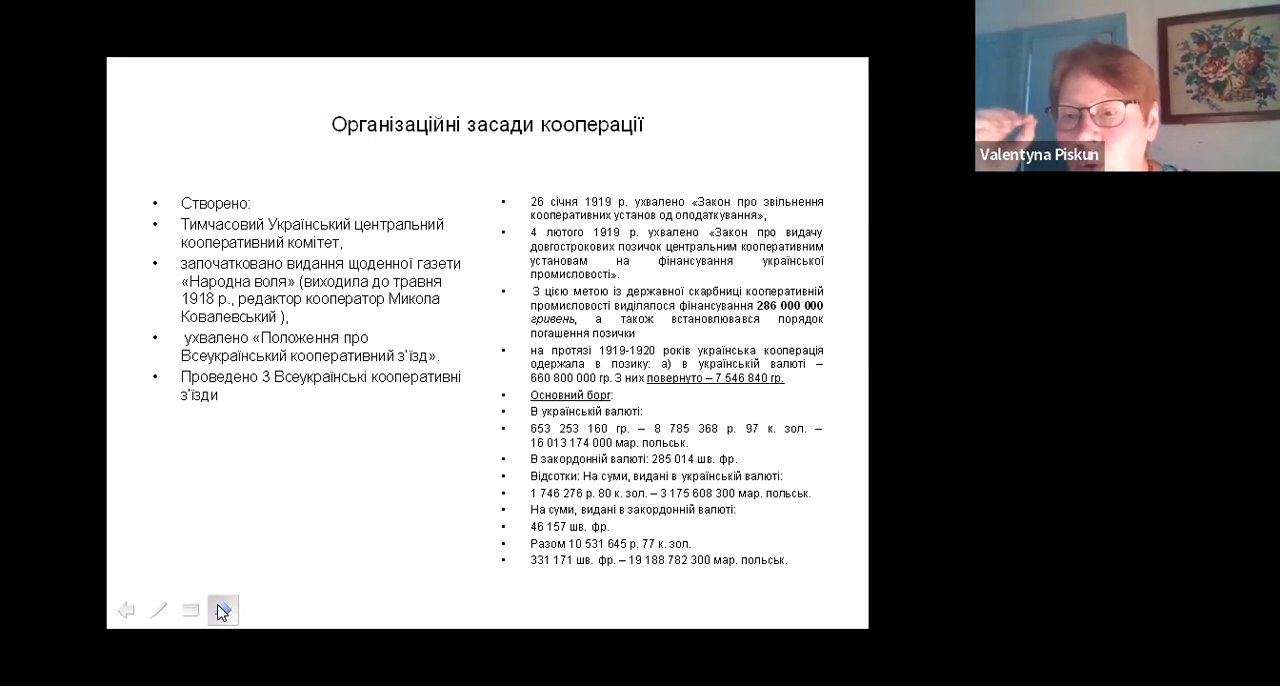 Організаційні засади кооперації
• Створено:
• Тимчасовий Український центральний
кооперативний комітет,
• започатковано видання щоденної газети
«Народна воля» (виходила до травня
1918 р., редактор кооператор Микола
Ковалевський ),
• ухвалено «Положення про
Всеукраїнський кооперативний з'їзд».
• Проведено 3 Всеукраїнські кооперативні
з'їзди
• 26 січня 1919 р. ухвалено «Закон про звільнення
кооперативних установ од оподаткування»,
• 4 лютого 1919 р. ухвалено «Закон про видачу
довгострокових позичок центральним кооперативним
установам на фінансування української
промисловості».
• З цією метою із державної скарбниці кооперативній
промисловості виділялося фінансування 286 000 000
гривень, а також встановлювався порядок
погашення позички
• на протязі 1919-1920 років українська кооперація
одержала в позику: а) в українській валюті –
660 800 000 гр. З них повернуто – 7 546 840 гр.
• Основний борг:
• В українській валюті:
• 653 253 160 гр. – 8 785 368 р. 97 к. зол. –
16 013 174 000 мар. польськ.
• В закордонній валюті: 285 014 шв. фр.
• Відсотки: На суми, видані в українській валюті:
• 1 746 276 р. 80 к. зол. – 3 175 608 300 мар. польськ.
• На суми, видані в закордонній валюті:
• 46 157 шв. фр.
• Разом 10 531 645 р. 77 к. зол.
• 331 171 шв. фр. – 19 188 782 300 мар. польськ.
Valentyna Piskun